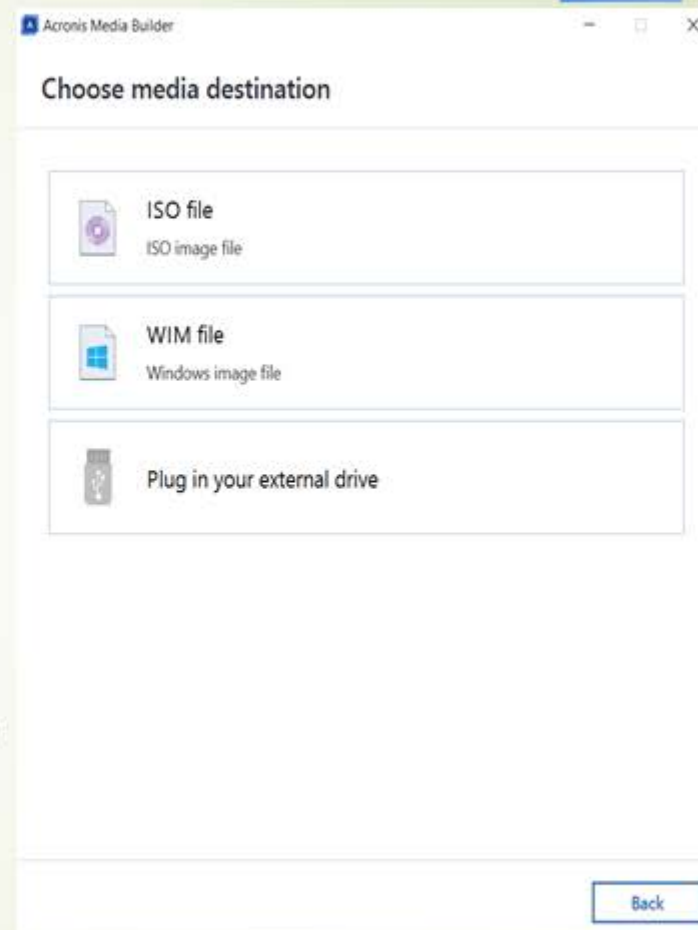 Acronis Media Builder
Choose media destination
ISO file
ISO image file
WIM file
Windows image file
Plug in your external drive
Back